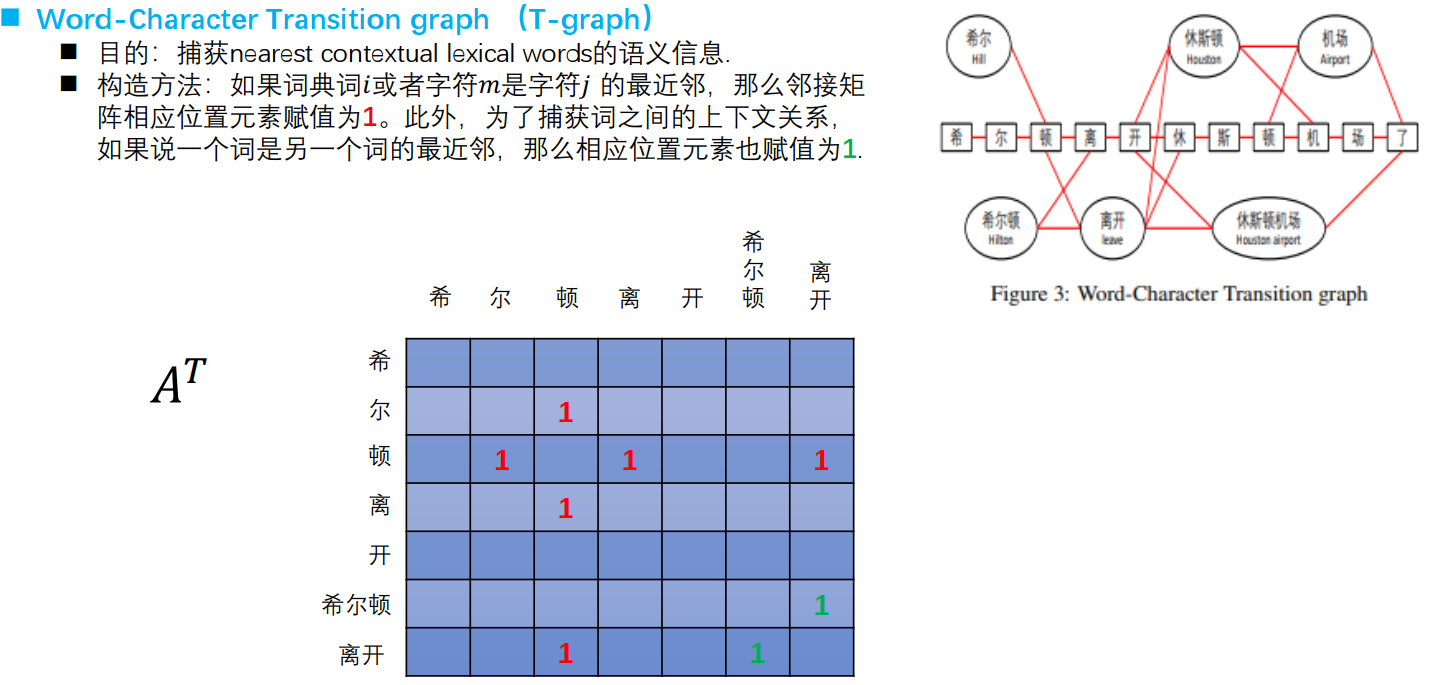 Word-Character Transition graph （T-graph）
目的：捕获nearest contextual lexical words的语义信息.
构造方法：如果词典词i或者字符m是字符j 的最近邻，那么邻接矩
阵相应位置元素赋值为1。此外，为了捕获词之间的上下文关系，
如果说一个词是另一个词的最近邻，那么相应位置元素也赋值为1.
希尔 休斯顿 机场
Hill Houston Airport
希 尔 顿 离 开 休 斯 顿 机 场 了
希尔顿 离开 休斯顿机场
Hilton leave Houston airport
Figure 3: Word-Character Transition graph
希 尔 顿 离 开 希尔顿 离开
A^T
希
尔 1
顿 1 1 1
离 1
开
希尔顿 1
离开 1 1